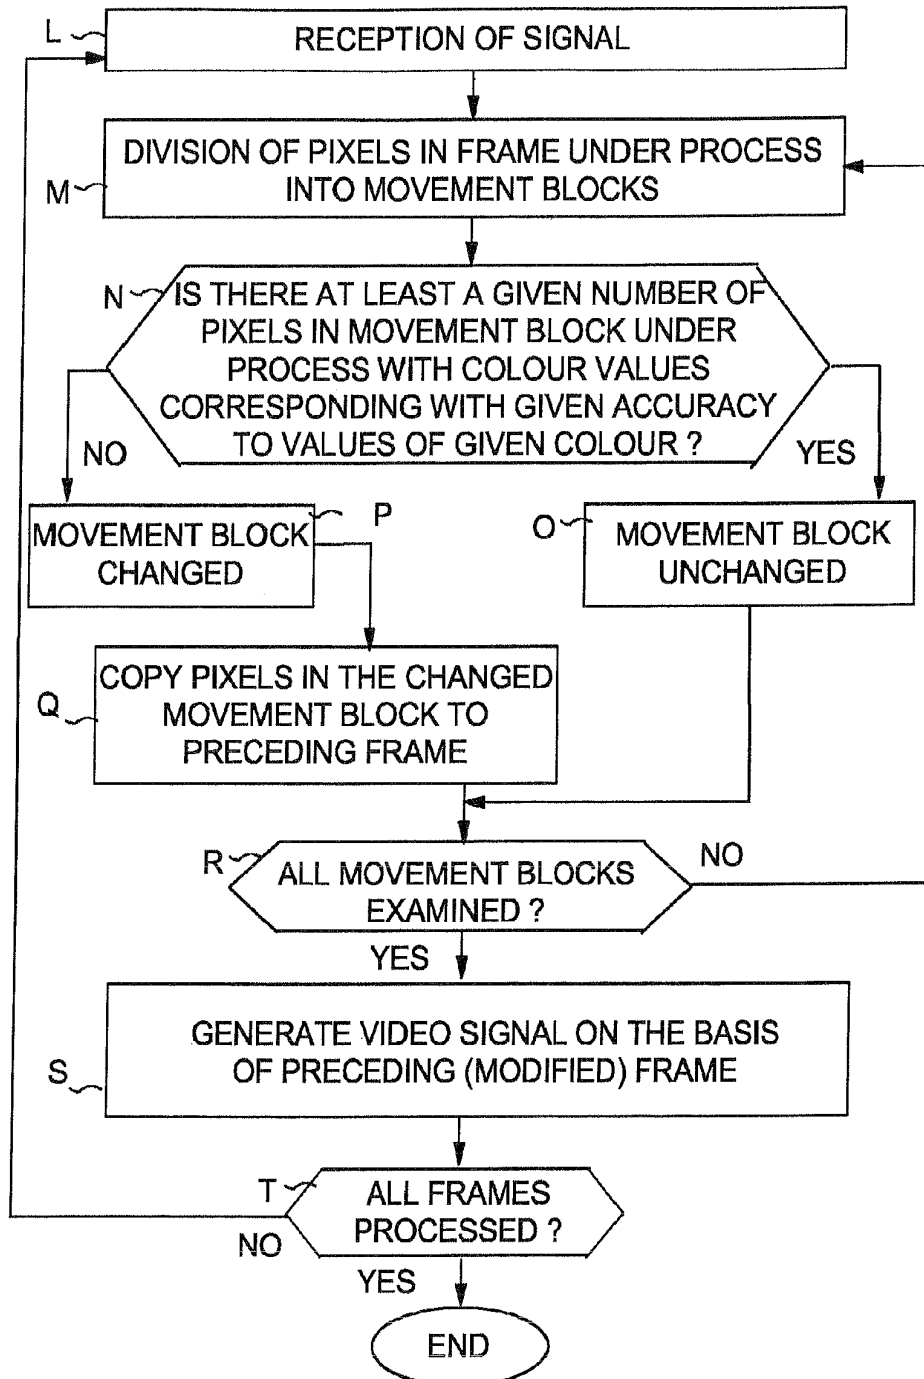 L
RECEPTION OF SIGNAL
DIVISION OF PIXELS IN FRAME UNDER PROCESS
INTO MOVEMENT BLOCKS
M
N
IS THERE AT LEAST A GIVEN NUMBER OF
PIXELS IN MOVEMENT BLOCK UNDER
PROCESS WITH COLOUR VALUES
CORRESPONDING WITH GIVEN ACCURACY
TO VALUES OF GIVEN COLOUR ?
NO
YES
P
MOVEMENT BLOCK
CHANGED
O
MOVEMENT BLOCK
UNCHANGED
Q
COPY PIXELS IN THE CHANGED
MOVEMENT BLOCK TO
PRECEDING FRAME
R
ALL MOVEMENT BLOCKS
EXAMINED ?
NO
YES
GENERATE VIDEO SIGNAL ON THE BASIS
OF PRECEDING (MODIFIED) FRAME
S
T
ALL FRAMES
PROCESSED ?
NO
YES
END